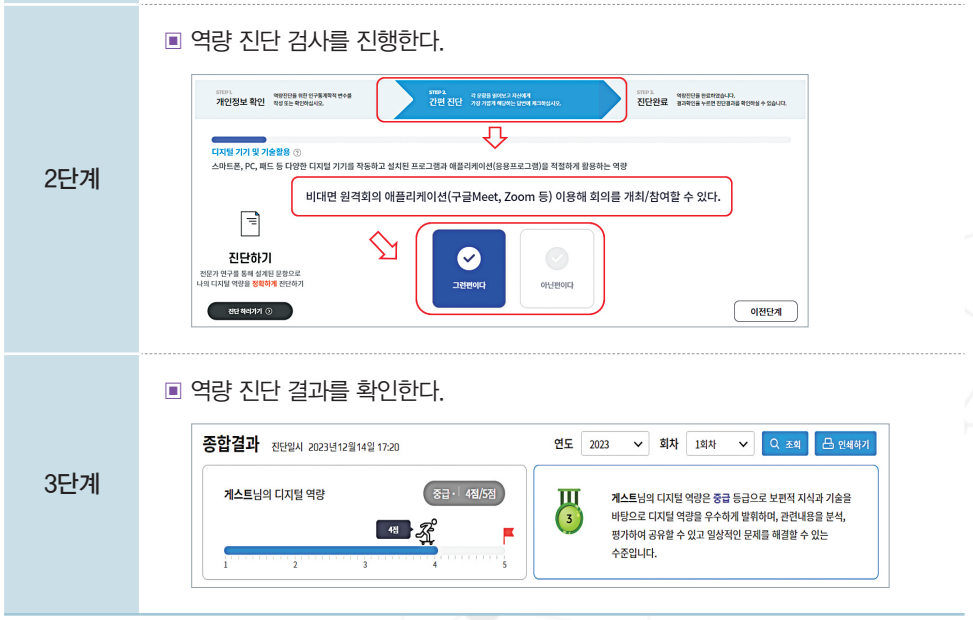 2단계
▣ 역량 진단 검사를 진행한다.
STEP 1.
개인정보 확인
역량진단을 위한 인구통계학적 변수를
작성 또는 확인하십시오.
STEP 2.
간편 진단
각 문항을 읽어보고 자신에게
가장 가깝게 해당하는 답변에 체크하십시오.
STEP 3.
진단완료
역량진단을 완료하였습니다.
결과확인을 누르면 진단결과를 확인하실 수 있습니다.
디지털 기기 및 기술활용 ?
스마트폰, PC, 패드 등 다양한 디지털 기기를 작동하고 설치된 프로그램과 애플리케이션(응용프로그램)을 적절하게 활용하는 역량
비대면 원격회의 애플리케이션(구글Meet, Zoom 등) 이용해 회의를 개최/참여할 수 있다.
진단하기
전문가 연구를 통해 설계된 문항으로
나의 디지털 역량을 정확하게 진단하기
진단 하러가기
그런편이다
아닌편이다
이전단계
3단계
▣ 역량 진단 결과를 확인한다.
종합결과 진단일시 2023년12월14일 17:20
연도 2023 회차 1회차 조회 인쇄하기
게스트님의 디지털 역량
중급· 4점/5점
4점
1 2 3 4 5
3
게스트님의 디지털 역량은 중급 등급으로 보편적 지식과 기술을
바탕으로 디지털 역량을 우수하게 발휘하며, 관련내용을 분석,
평가하여 공유할 수 있고 일상적인 문제를 해결할 수 있는
수준입니다.